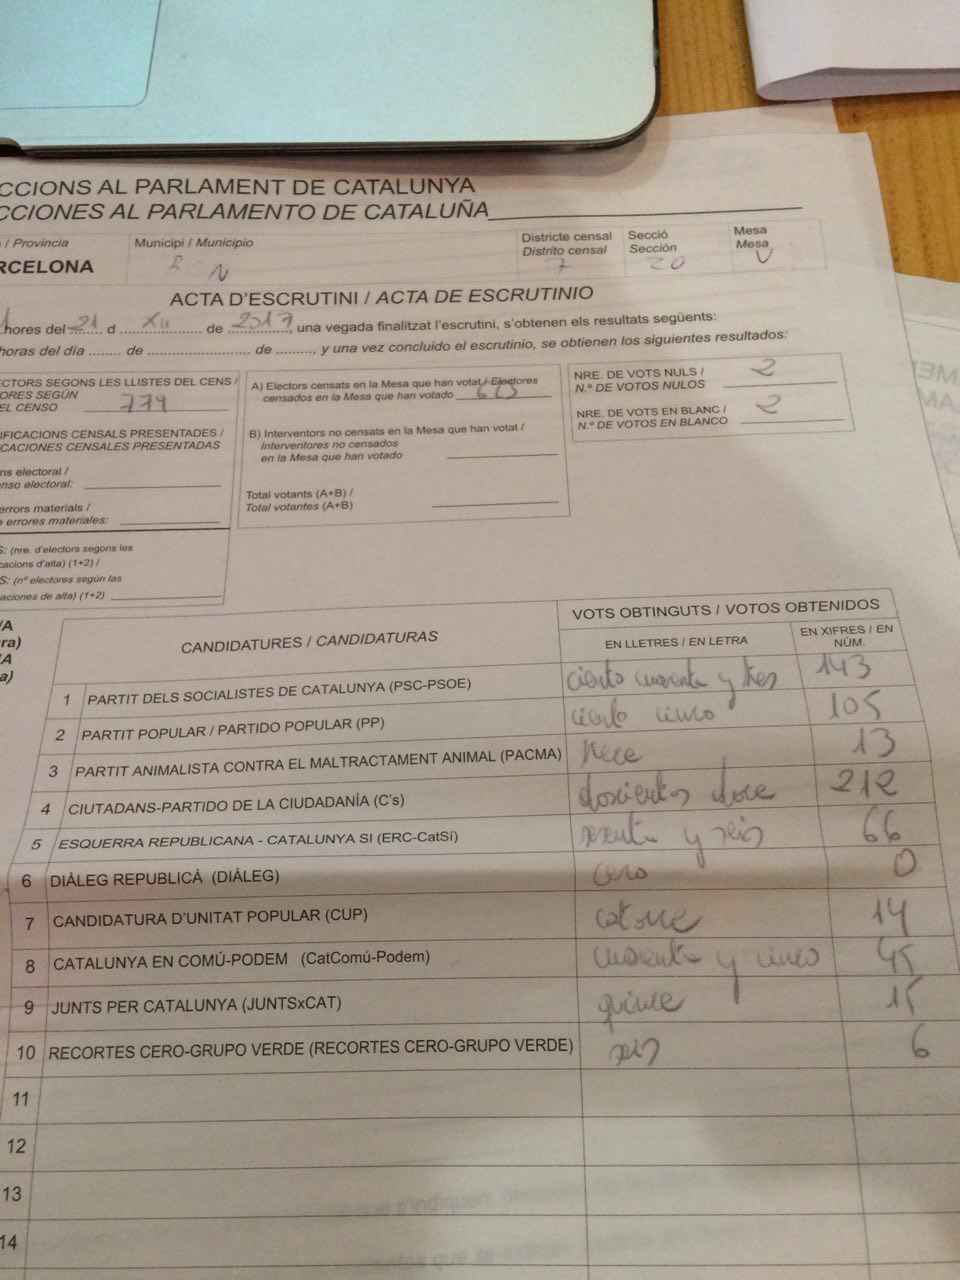 CCIONS AL PARLAMENT DE CATALUNYA
CCIONES AL PARLAMENTO DE CATALUÑA
/ Provincia
Municipi / Municipio
Districte censal
Distrito censal
Secció
Sección
Mesa
Mesa
RCELONA
7
20
U
ACTA D'ESCRUTINI / ACTA DE ESCRUTINIO
hores del 21 d XII de 2017, una vegada finalitzat l'escrutini, s'obtenen els resultats següents:
horas del día ........ de ........................ de ........, y una vez concluido el escrutinio, se obtienen los siguientes resultados:
CTORS SEGONS LES LLISTES DEL CENS /
ORES SEGÚN
EL CENSO 779
A) Electors censats en la Mesa que han votat / Electores
censados en la Mesa que han votado
NRE. DE VOTS NULS /
N.º DE VOTOS NULOS 2
NRE. DE VOTS EN BLANC /
N.º DE VOTOS EN BLANCO 2
IFICACIONS CENSALS PRESENTADES /
CACIONES CENSALES PRESENTADAS
B) Interventors no censats en la Mesa que han votat /
Interventores no censados
en la Mesa que han votado
ns electoral /
nso electoral:
Total votants (A+B) /
Total votantes (A+B)
errors materials /
errores materiales:
S: (nre. d'electors segons les
cacions d'alta) (1+2) /
S: (nº electores según las
aciones de alta) (1+2)
CANDIDATURES / CANDIDATURAS
VOTS OBTINGUTS / VOTOS OBTENIDOS
EN LLETRES / EN LETRA
EN XIFRES / EN
NÚM.
1 PARTIT DELS SOCIALISTES DE CATALUNYA (PSC-PSOE) ciento cuarenta y tres 143
2 PARTIT POPULAR / PARTIDO POPULAR (PP) ciento cinco 105
3 PARTIT ANIMALISTA CONTRA EL MALTRACTAMENT ANIMAL (PACMA) trece 13
4 CIUTADANS-PARTIDO DE LA CIUDADANÍA (C's) doscientos doce 212
5 ESQUERRA REPUBLICANA - CATALUNYA SI (ERC-CatSí) sesenta y seis 66
6 DIÀLEG REPUBLICÀ (DIÀLEG) cero 0
7 CANDIDATURA D'UNITAT POPULAR (CUP) catorce 14
8 CATALUNYA EN COMÚ-PODEM (CatComú-Podem) cuarenta y cinco 45
9 JUNTS PER CATALUNYA (JUNTSxCAT) quince 15
10 RECORTES CERO-GRUPO VERDE (RECORTES CERO-GRUPO VERDE) seis 6
11
12
13
14